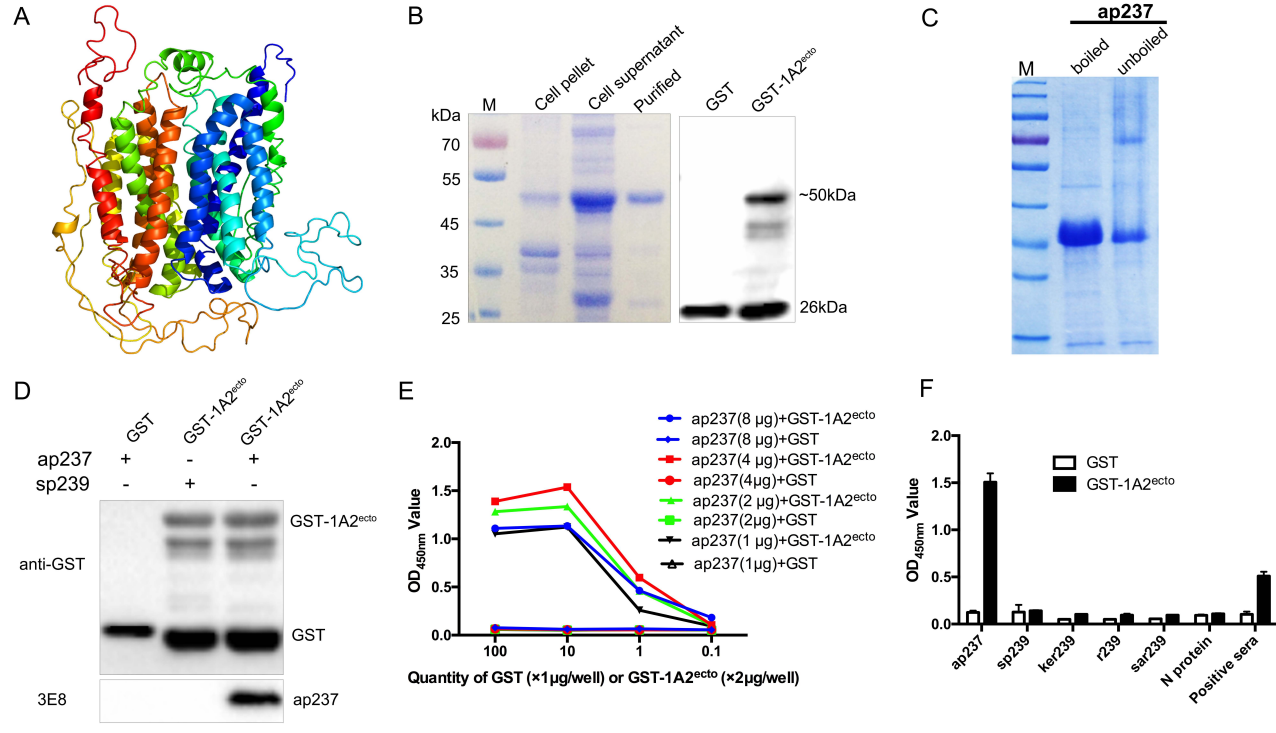 A
B
Cell pellet
Cell supernatant
Purified
GST
GST-1A2ecto
M
kDa
70
55
45
35
25
~50kDa
26kDa
C
ap237
boiled
unboiled
M
D
GST
GST-1A2ecto
GST-1A2ecto
ap237 + - +
sp239 - + -
anti-GST
GST-1A2ecto
GST
3E8
ap237
E
ap237(8 µg)+GST-1A2ecto
ap237(8 µg)+GST
ap237(4 µg)+GST-1A2ecto
ap237(4µg)+GST
ap237(2 µg)+GST-1A2ecto
ap237(2µg)+GST
ap237(1 µg)+GST-1A2ecto
ap237(1µg)+GST
OD450nm Value
2.0
1.5
1.0
0.5
0.0
100 10 1 0.1
Quantity of GST (×1µg/well) or GST-1A2ecto (×2µg/well)
F
GST
GST-1A2ecto
OD450nm Value
2.0
1.5
1.0
0.5
0.0
ap237
sp239
ker239
r239
sar239
N protein
Positive sera